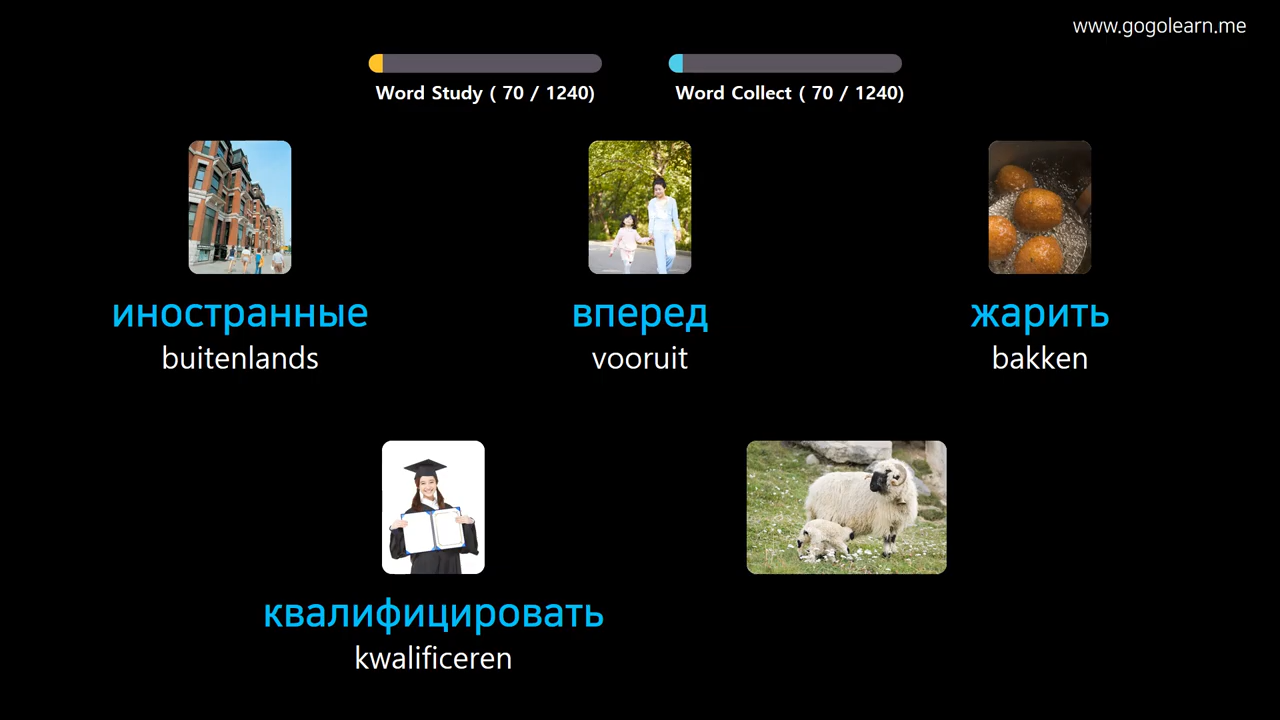 www.gogolearn.me
Word Study ( 70 / 1240)
Word Collect ( 70 / 1240)
иностранные
buitenlands
вперед
vooruit
жарить
bakken
квалифицировать
kwalificeren